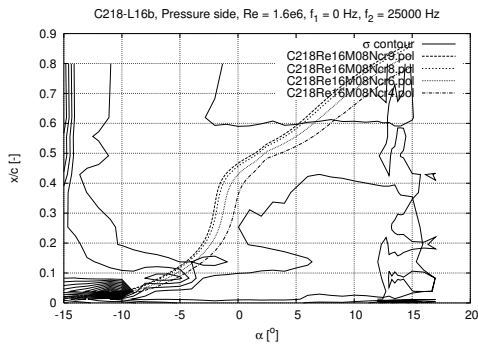 C218-L16b, Pressure side, Re = 1.6e6, f1 = 0 Hz, f2 = 25000 Hz
0.9
σ contour
C218Re16M08Ncr9.pol
0.8
C218Re16M08Ncr8.pol
C218Re16M08Ncr6.pol
0.7
C218Re16M08Ncr4.pol
0.6
0.5
x/c [-]
0.4
0.3
0.2
0.1
0
-15 -10 -5 0 5 10 15 20
α [°]